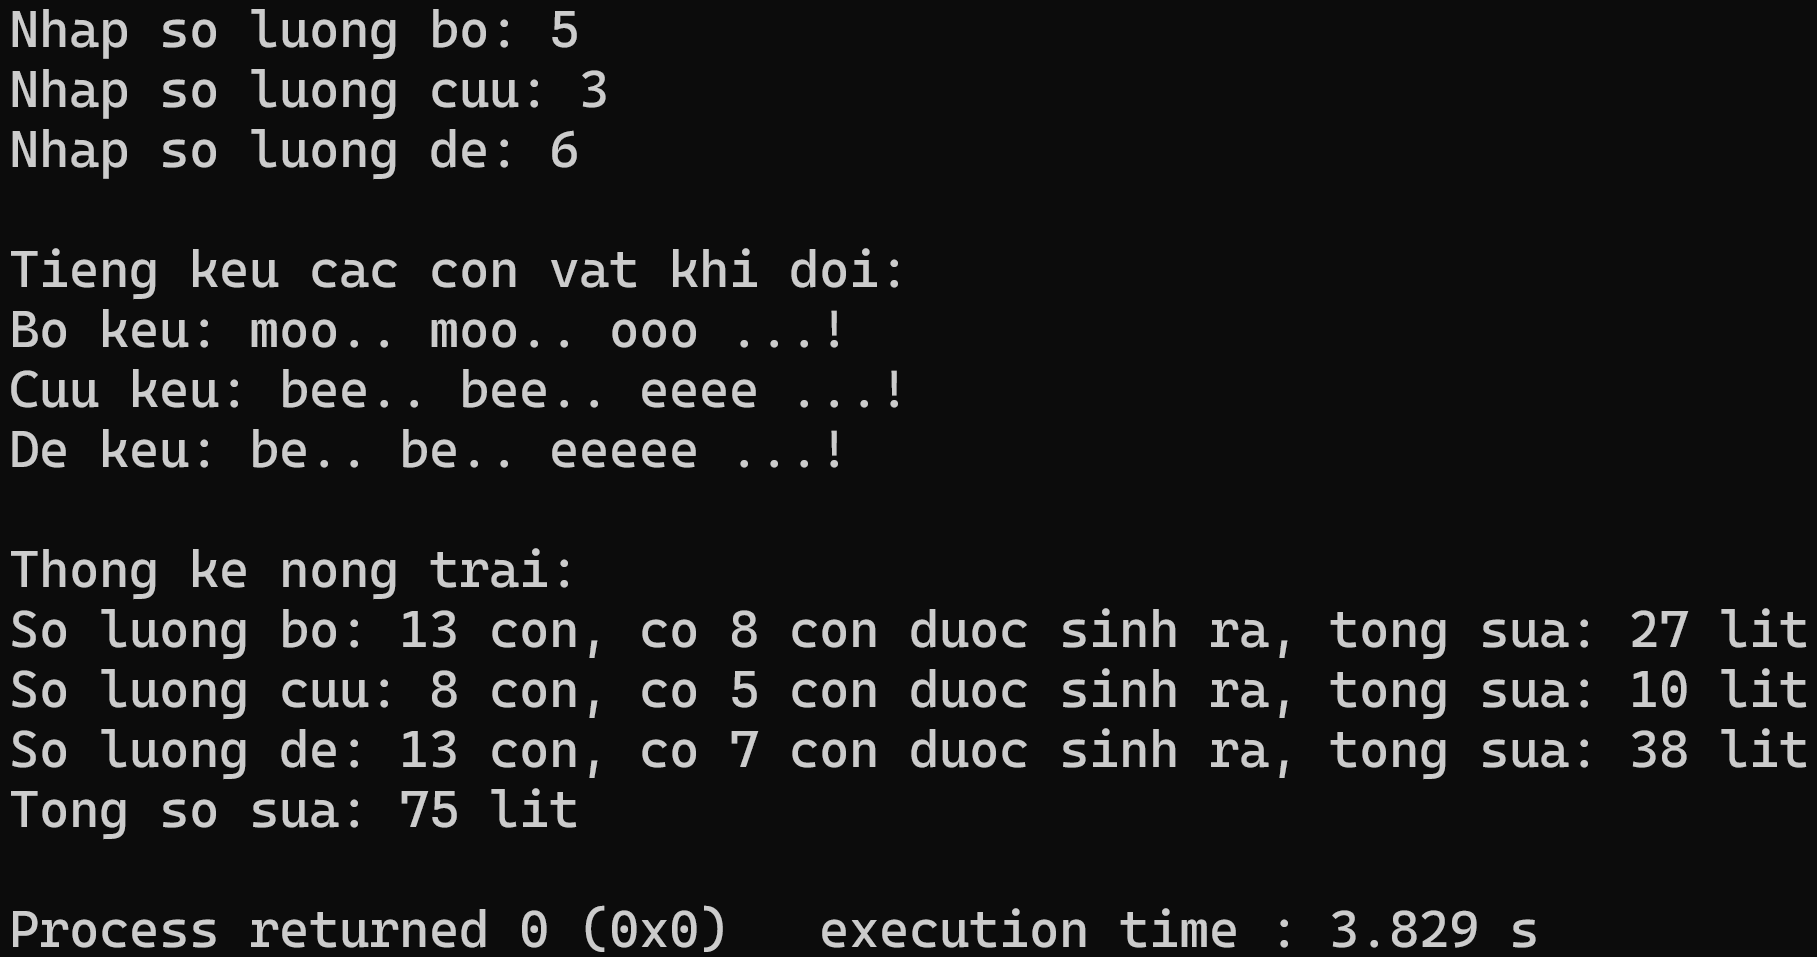 Nhap so luong bo: 5
Nhap so luong cuu: 3
Nhap so luong de: 6
Tieng keu cac con vat khi doi:
Bo keu: moo.. moo.. ooo ...!
Cuu keu: bee.. bee.. eeee ...!
De keu: be.. be.. eeeee ...!
Thong ke nong trai:
So luong bo: 13 con, co 8 con duoc sinh ra, tong sua: 27 lit
So luong cuu: 8 con, co 5 con duoc sinh ra, tong sua: 10 lit
So luong de: 13 con, co 7 con duoc sinh ra, tong sua: 38 lit
Tong so sua: 75 lit
Process returned 0 (0x0)   execution time : 3.829 s